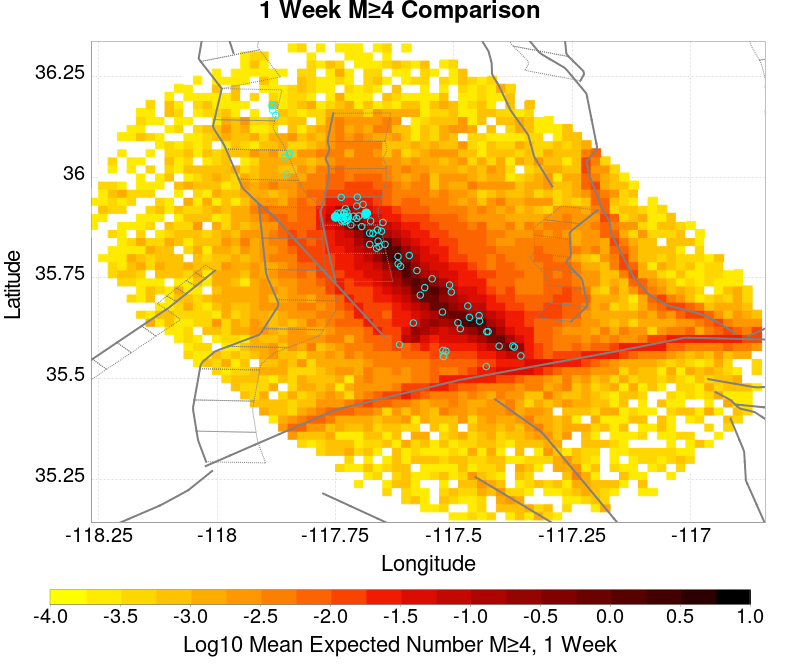 1 Week M≥4 Comparison
36.25
36
35.75
35.5
35.25
Latitude
-118.25 -118 -117.75 -117.5 -117.25 -117
Longitude
-4.0 -3.5 -3.0 -2.5 -2.0 -1.5 -1.0 -0.5 0.0 0.5 1.0
Log10 Mean Expected Number M≥4, 1 Week